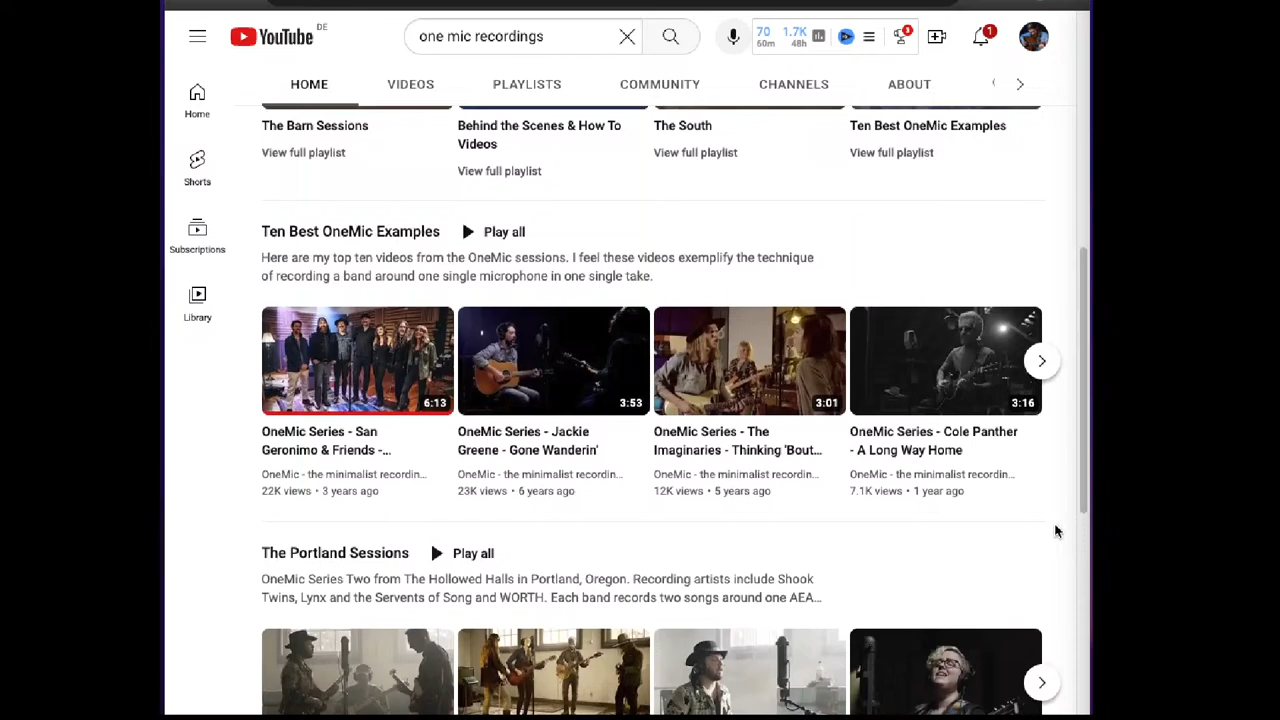 YouTube DE
one mic recordings
70
60m
1.7K
48h
3
1
HOME
VIDEOS
PLAYLISTS
COMMUNITY
CHANNELS
ABOUT
Home
Shorts
Subscriptions
Library
The Barn Sessions
View full playlist
Behind the Scenes & How To
Videos
View full playlist
The South
View full playlist
Ten Best OneMic Examples
View full playlist
Ten Best OneMic Examples
Play all
Here are my top ten videos from the OneMic sessions. I feel these videos exemplify the technique
of recording a band around one single microphone in one single take.
6:13
3:53
3:01
3:16
OneMic Series - San
Geronimo & Friends -...
OneMic - the minimalist recordin...
22K views • 3 years ago
OneMic Series - Jackie
Greene - Gone Wanderin'
OneMic - the minimalist recordin...
23K views • 6 years ago
OneMic Series - The
Imaginaries - Thinking 'Bout...
OneMic - the minimalist recordin...
12K views • 5 years ago
OneMic Series - Cole Panther
- A Long Way Home
OneMic - the minimalist recordin...
7.1K views • 1 year ago
The Portland Sessions
Play all
OneMic Series Two from The Hollowed Halls in Portland, Oregon. Recording artists include Shook
Twins, Lynx and the Servents of Song and WORTH. Each band records two songs around one AEA...